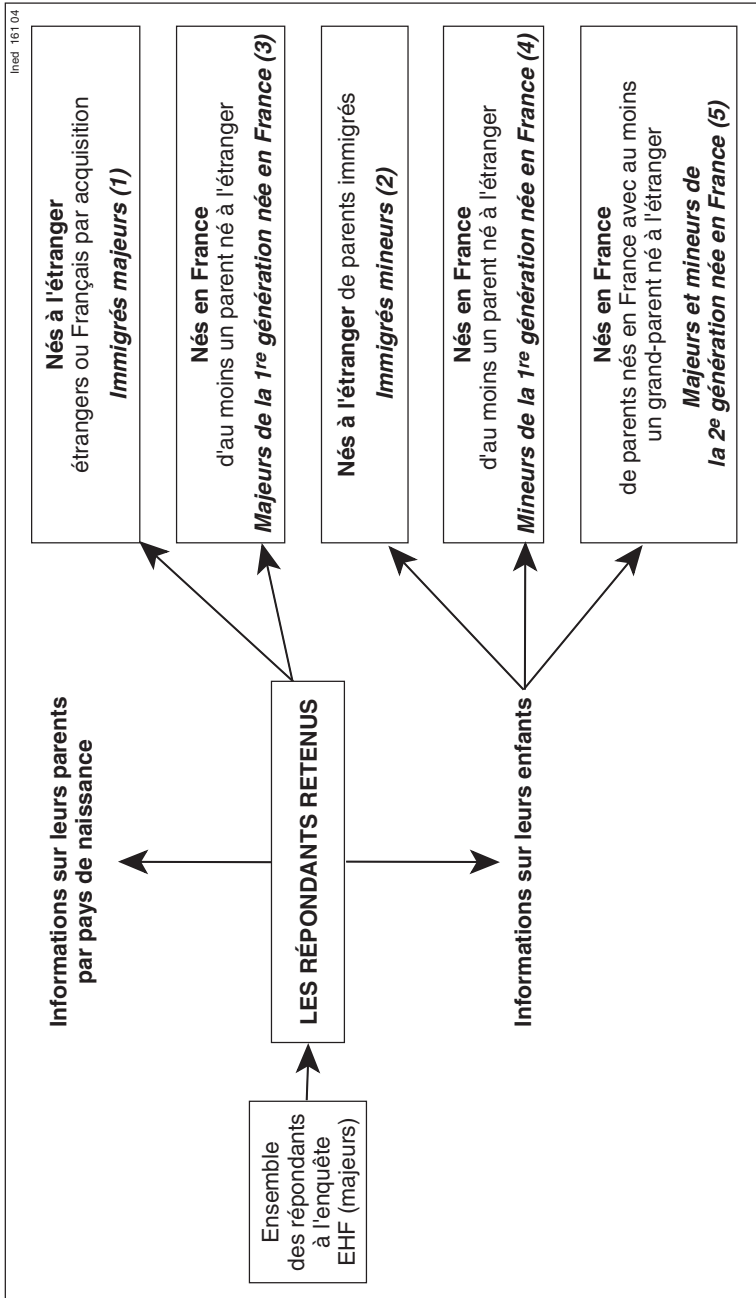 Ined 161 04
Ensemble
des répondants
à l'enquête
EHF (majeurs)
Informations sur leurs parents
par pays de naissance
LES RÉPONDANTS RETENUS
Informations sur leurs enfants
Nés à l'étranger
étrangers ou Français par acquisition
Immigrés majeurs (1)
Nés en France
d'au moins un parent né à l'étranger
Majeurs de la 1re génération née en France (3)
Nés à l'étranger de parents immigrés
Immigrés mineurs (2)
Nés en France
d'au moins un parent né à l'étranger
Mineurs de la 1re génération née en France (4)
Nés en France
de parents nés en France avec au moins
un grand-parent né à l'étranger
Majeurs et mineurs de
la 2e génération née en France (5)